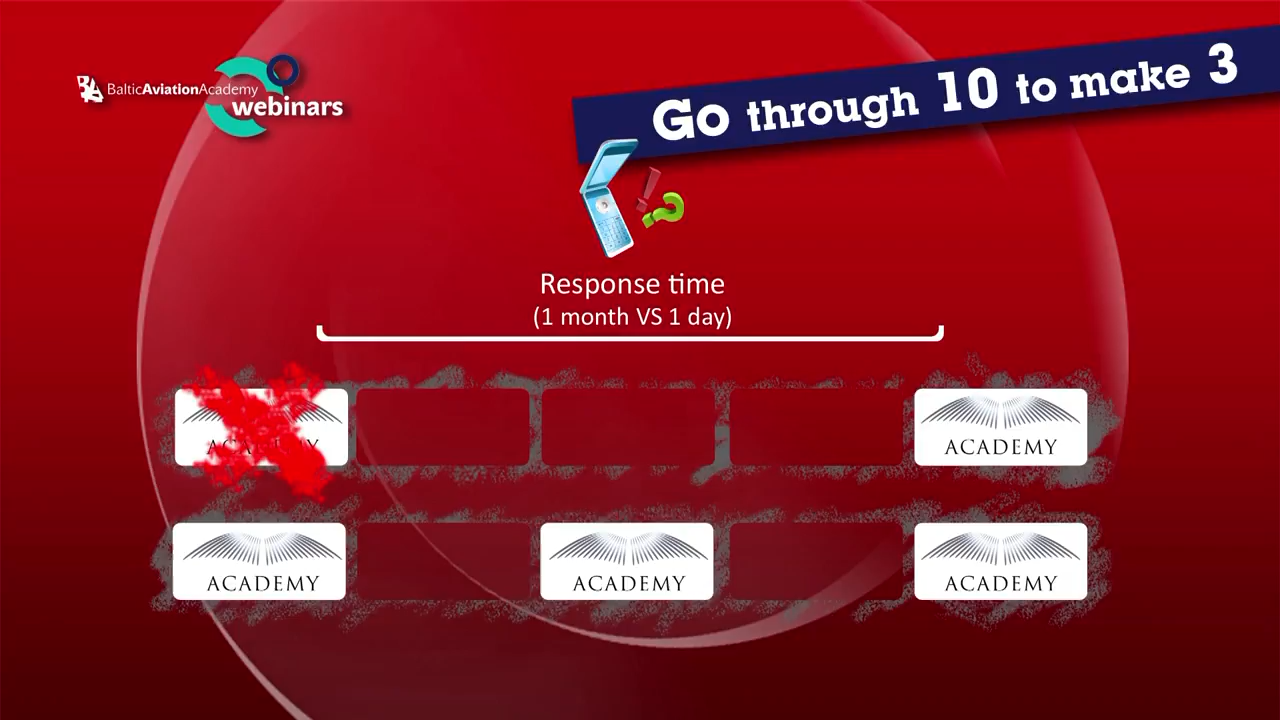 BalticAviationAcademy
webinars
Go through 10 to make 3
Response time
(1 month VS 1 day)
ACADEMY
ACADEMY
ACADEMY
ACADEMY
ACADEMY